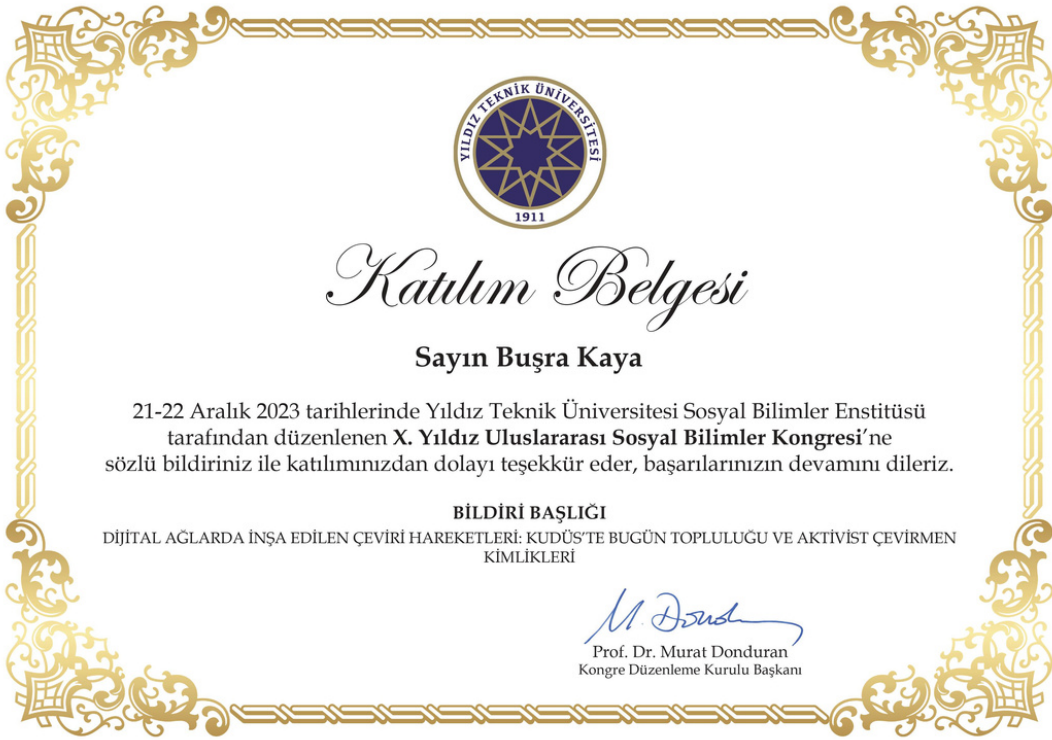 YILDIZ TEKNİK ÜNİVERSİTESİ
1911
Katılım Belgesi
Sayın Buşra Kaya
21-22 Aralık 2023 tarihlerinde Yıldız Teknik Üniversitesi Sosyal Bilimler Enstitüsü
tarafından düzenlenen X. Yıldız Uluslararası Sosyal Bilimler Kongresi’ne
sözlü bildiriniz ile katılımınızdan dolayı teşekkür eder, başarılarınızın devamını dileriz.
BİLDİRİ BAŞLIĞI
DİJİTAL AĞLARDA İNŞA EDİLEN ÇEVİRİ HAREKETLERİ: KUDÜS’TE BUGÜN TOPLULUĞU VE AKTİVİST ÇEVİRMEN
KİMLİKLERİ
M. Dond
Prof. Dr. Murat Donduran
Kongre Düzenleme Kurulu Başkanı